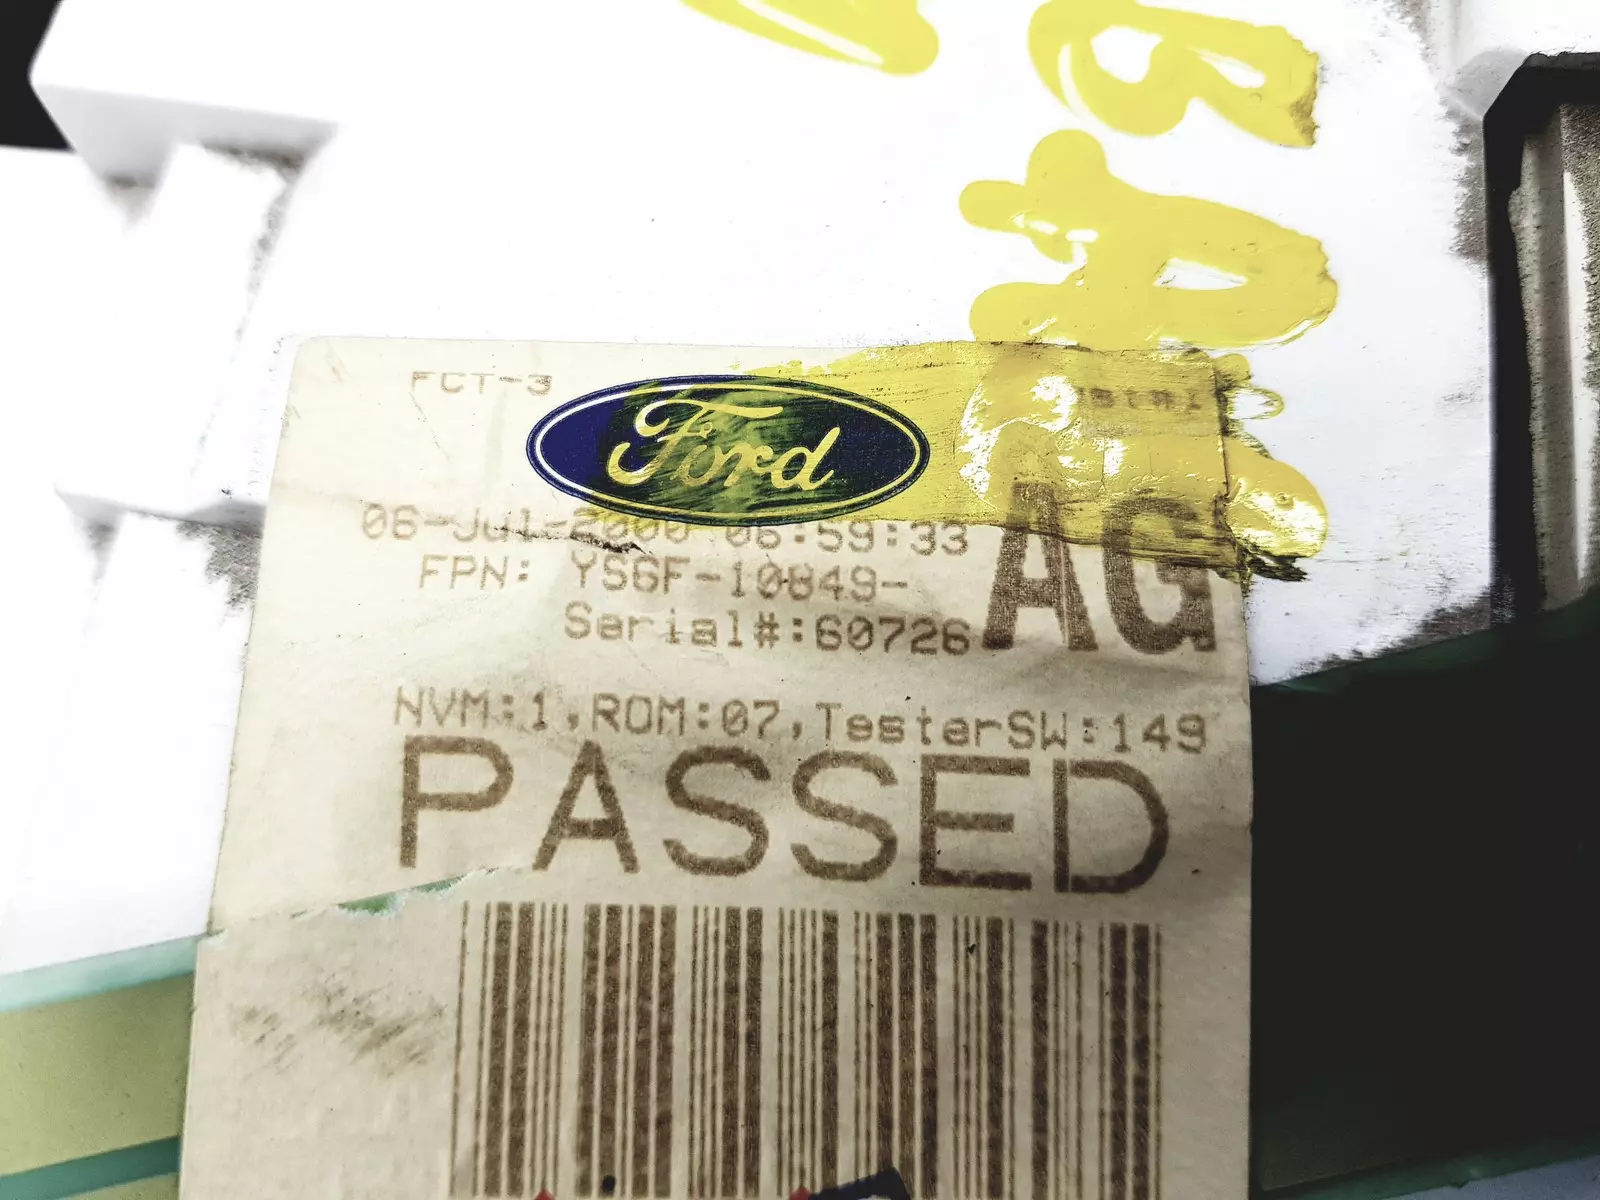 FCT-3
Ford
06-Jul-2000 06:59:33
FPN: YS6F-10849-
AG
Serial#:60726
NVM:1,ROM:07,TesterSW:149
PASSED